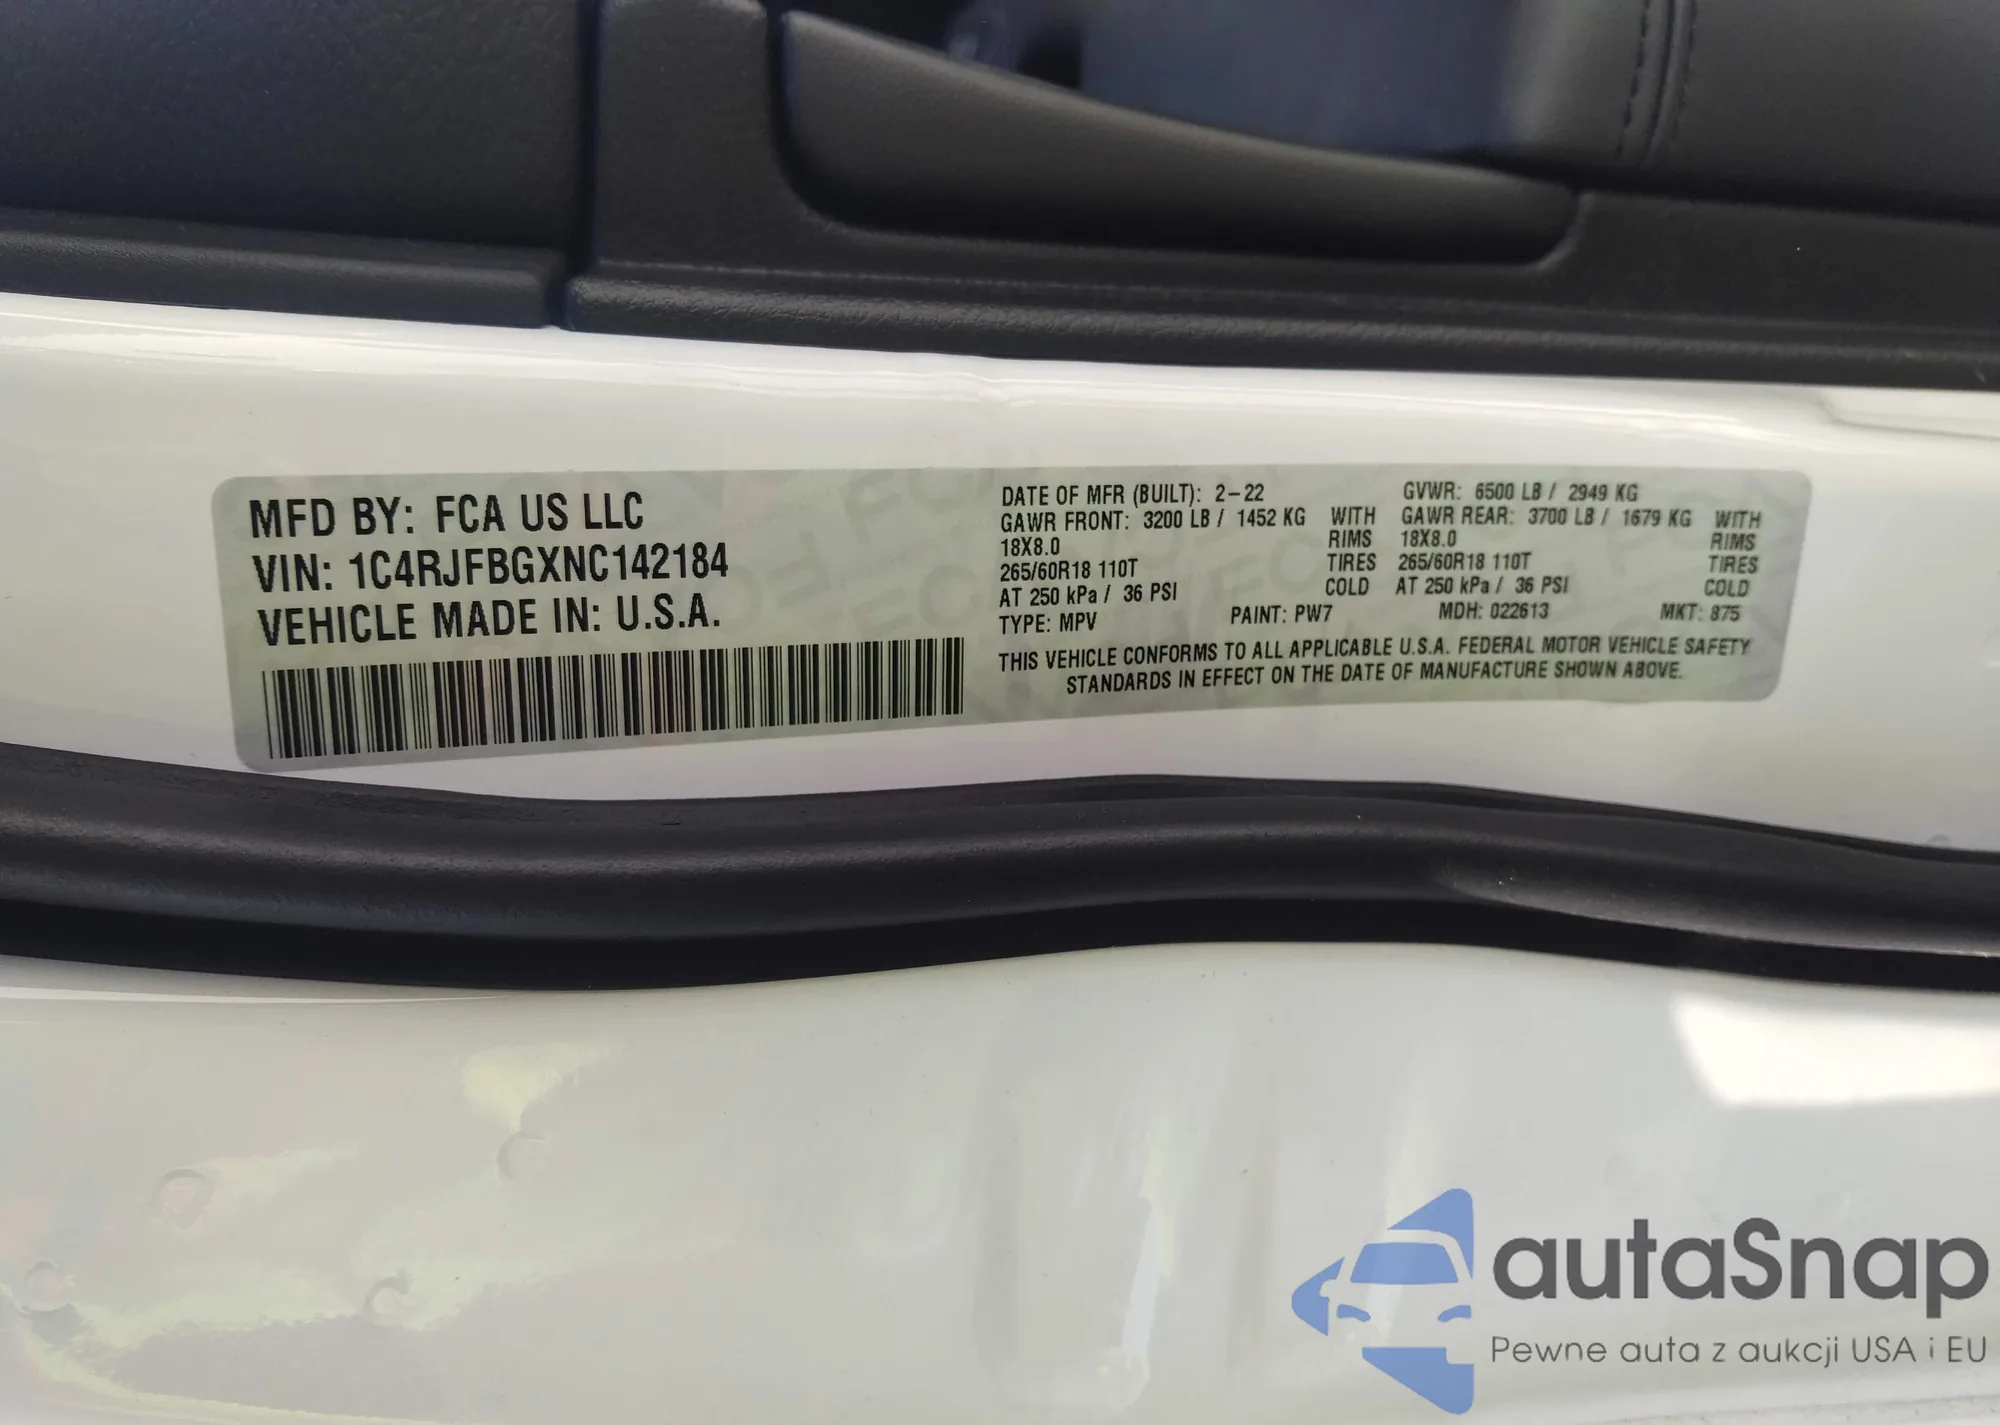 MFD BY: FCA US LLC
VIN: 1C4RJFBGXNC142184
VEHICLE MADE IN: U.S.A.
DATE OF MFR (BUILT): 2-22
GVWR: 6500 LB / 2949 KG
GAWR FRONT: 3200 LB / 1452 KG WITH
GAWR REAR: 3700 LB / 1679 KG WITH
18X8.0 RIMS
18X8.0 RIMS
265/60R18 110T TIRES
265/60R18 110T TIRES
AT 250 kPa / 36 PSI COLD
AT 250 kPa / 36 PSI COLD
TYPE: MPV PAINT: PW7 MDH: 022613 MKT: 875
THIS VEHICLE CONFORMS TO ALL APPLICABLE U.S.A. FEDERAL MOTOR VEHICLE SAFETY
STANDARDS IN EFFECT ON THE DATE OF MANUFACTURE SHOWN ABOVE.
autaSnap
Pewne auta z aukcji USA i EU